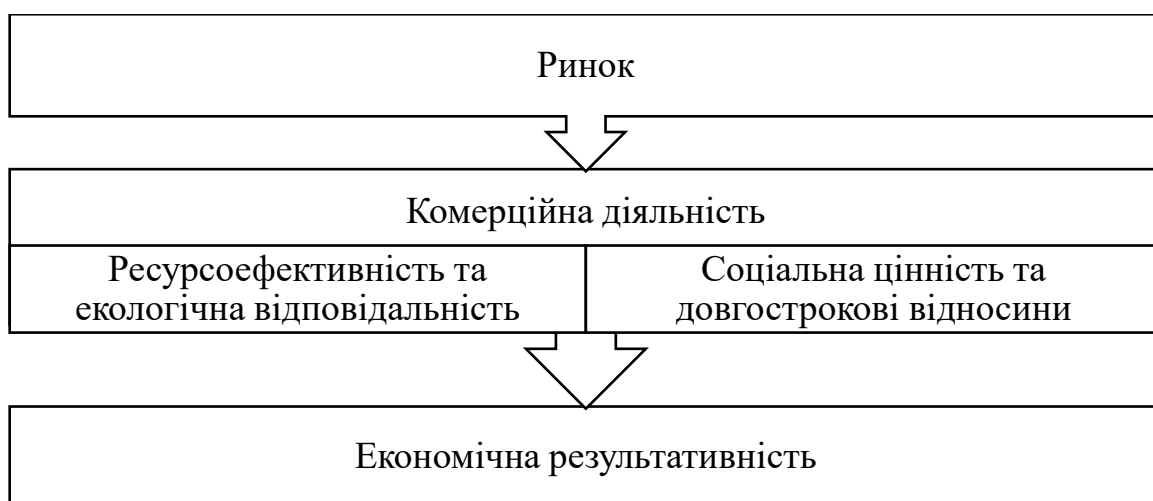 Ринок
Комерційна діяльність
Ресурсоефективність та
екологічна відповідальність
Соціальна цінність та
довгострокові відносини
Економічна результативність